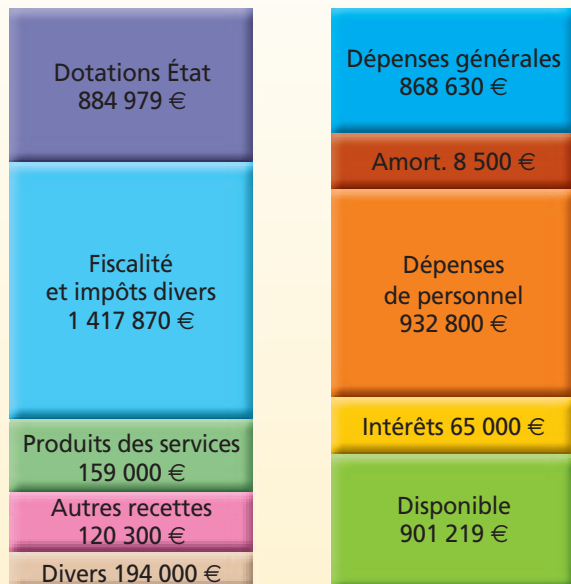 Dotations État
884 979 €
Fiscalité
et impôts divers
1 417 870 €
Produits des services
159 000 €
Autres recettes
120 300 €
Divers 194 000 €
Dépenses générales
868 630 €
Amort. 8 500 €
Dépenses
de personnel
932 800 €
Intérêts 65 000 €
Disponible
901 219 €